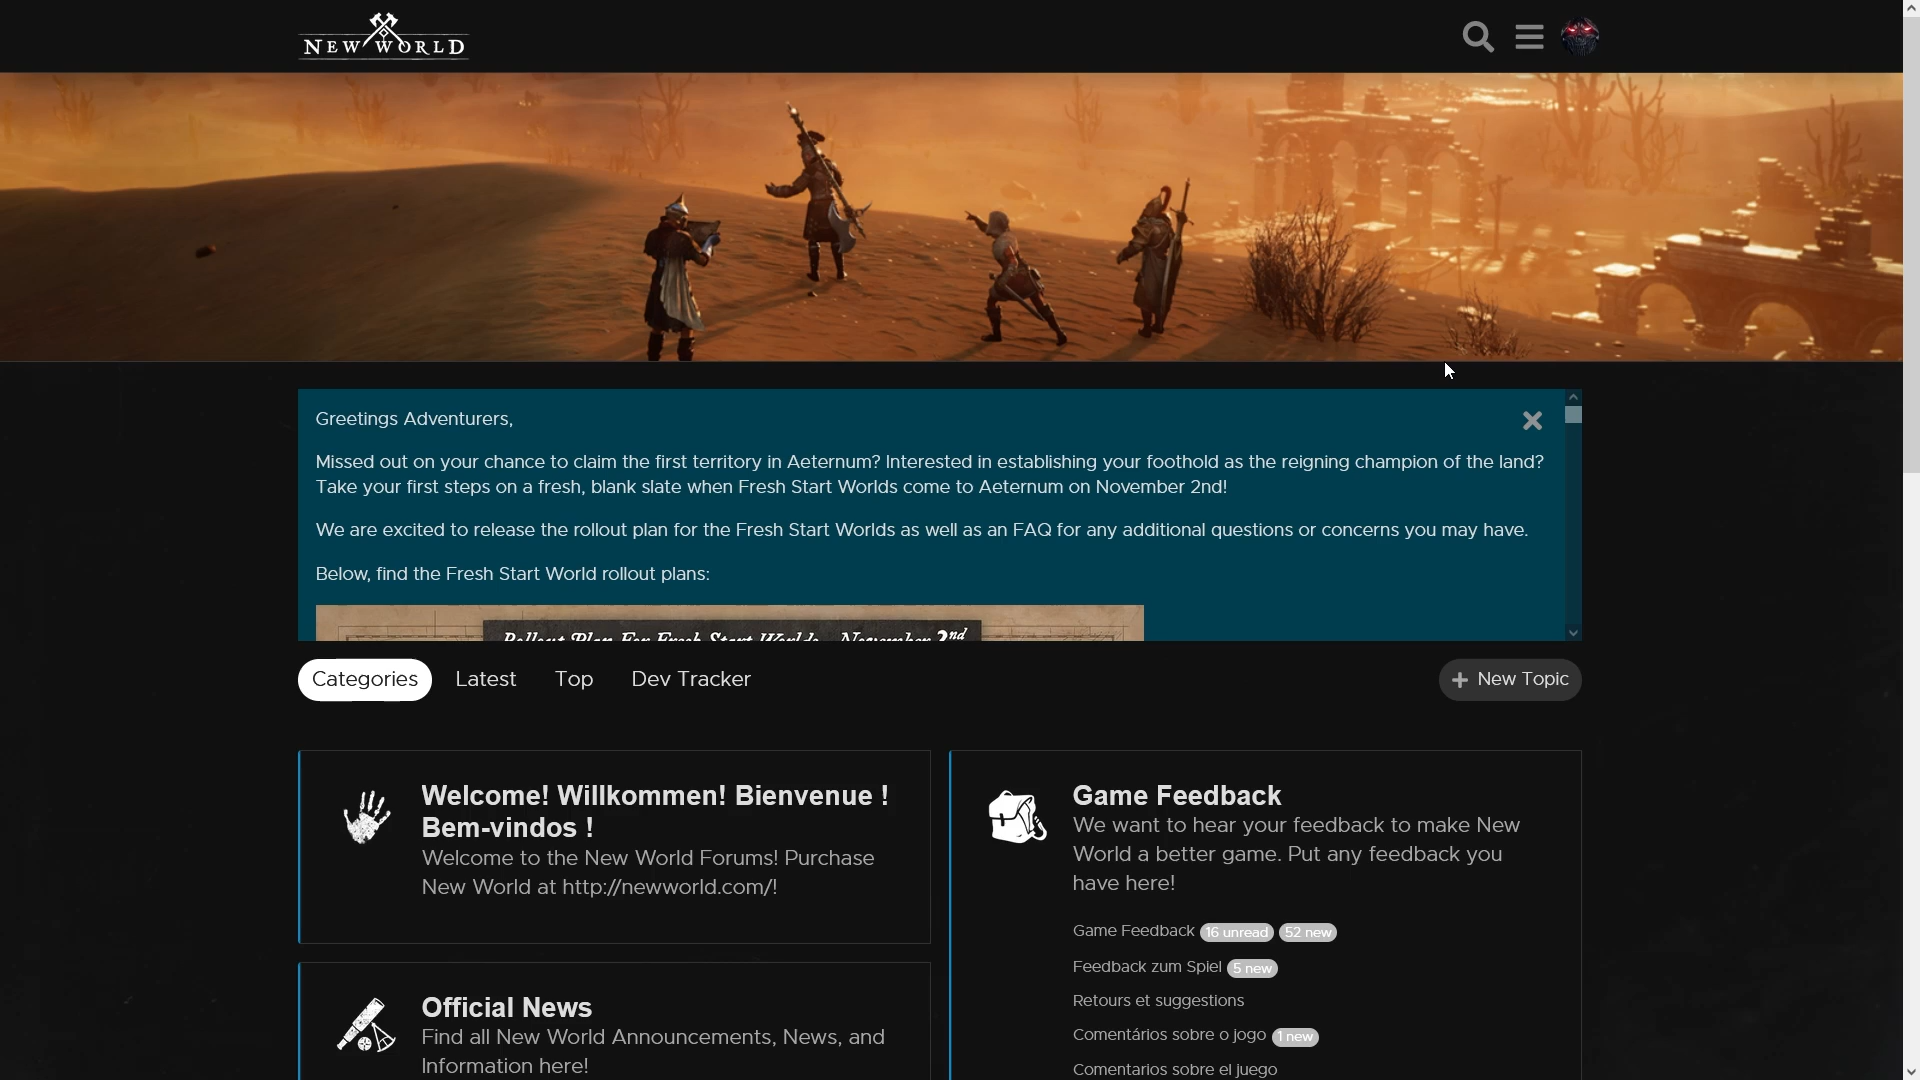 NEW WORLD
Greetings Adventurers,
Missed out on your chance to claim the first territory in Aeternum? Interested in establishing your foothold as the reigning champion of the land?
Take your first steps on a fresh, blank slate when Fresh Start Worlds come to Aeternum on November 2nd!
We are excited to release the rollout plan for the Fresh Start Worlds as well as an FAQ for any additional questions or concerns you may have.
Below, find the Fresh Start World rollout plans:
Rollout Plan For Fresh Start Worlds - November 2nd
Categories Latest Top Dev Tracker New Topic
Welcome! Willkommen! Bienvenue !
Bem-vindos !
Welcome to the New World Forums! Purchase
New World at http://newworld.com/!
Official News
Find all New World Announcements, News, and
Information here!
Game Feedback
We want to hear your feedback to make New
World a better game. Put any feedback you
have here!
Game Feedback 16 unread 52 new
Feedback zum Spiel 5 new
Retours et suggestions
Comentários sobre o jogo 1 new
Comentarios sobre el juego